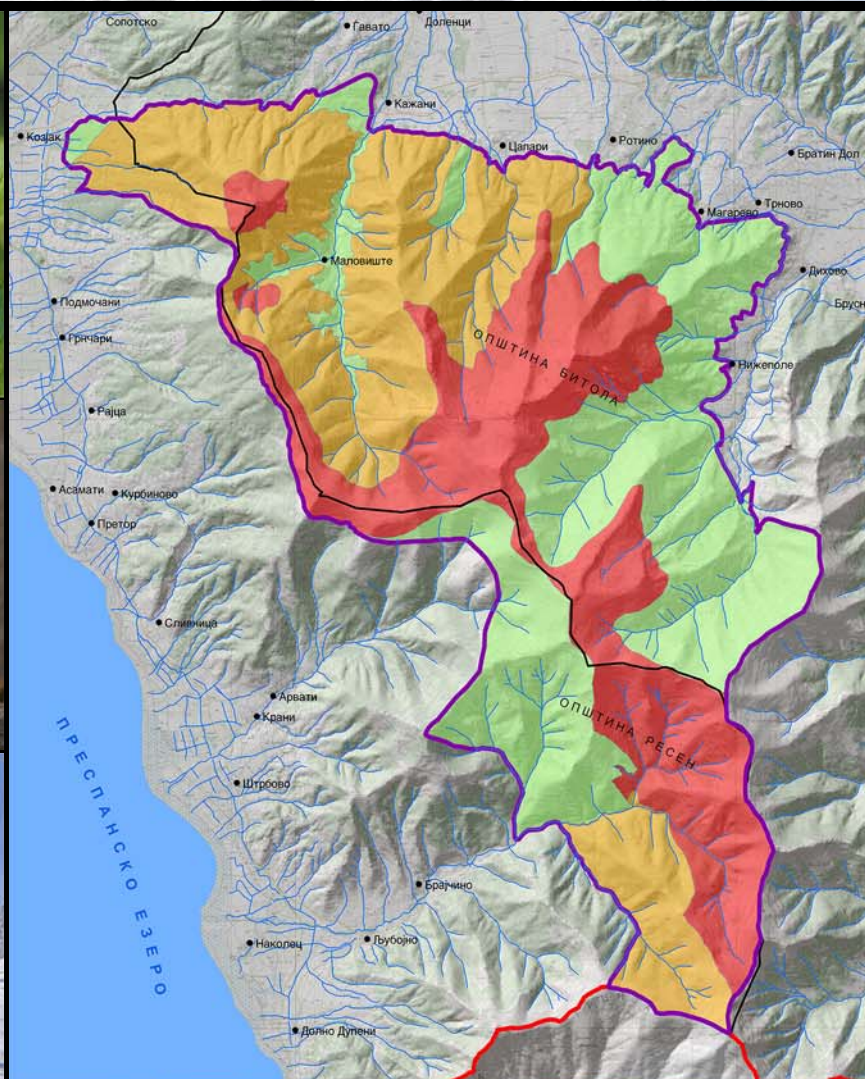 Сопотско
Ѓавато
Доленци
Кажани
Козјак
Цапари
Ротино
Братин Дол
Трново
Магарево
Маловиште
Дихово
Подмочани
Брусн
Грнчари
ОПШТИНА БИТОЛА
Нижеполе
Рајца
Асамати
Курбиново
Претор
Сливница
Арвати
Крани
ОПШТИНА РЕСЕН
ПРЕСПАНСКО ЕЗЕРО
Штрбово
Брајчино
Наколец
Љубојно
Долно Дупени